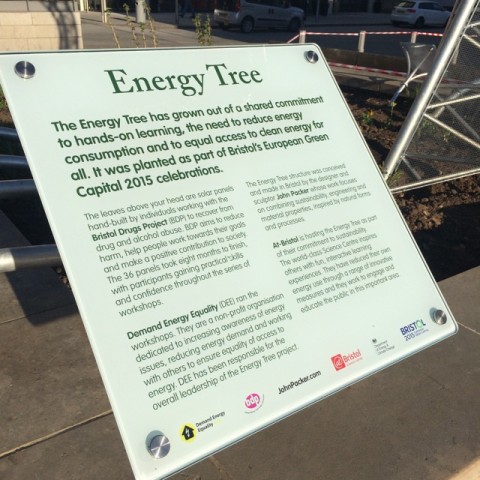 Energy Tree
The Energy Tree has grown out of a shared commitment
to hands-on learning, the need to reduce energy
consumption and to equal access to clean energy for
all. It was planted as part of Bristol's European Green
Capital 2015 celebrations.
The leaves above your head are solar panels
hand-built by individuals working with the
Bristol Drugs Project (BDP) to recover from
drug and alcohol abuse. BDP aims to reduce
harm, help people work towards their goals
and make a positive contribution to society.
The 36 panels took eight months to finish,
with participants gaining practical skills
and confidence throughout the series of
workshops.
Demand Energy Equality (DEE) ran the
workshops. They are a non-profit organisation
dedicated to increasing awareness of energy
issues, reducing energy demand and working
with others to ensure equality of access to
energy. DEE has been responsible for the
overall leadership of the Energy Tree project.
The Energy Tree structure was conceived
and made in Bristol by the designer and
sculptor John Packer whose work focuses
on combining sustainability, engineering and
material properties, inspired by natural forms
and processes.
At-Bristol is hosting the Energy Tree as part
of their commitment to sustainability.
The world-class Science Centre inspires
others with fun, interactive learning
experiences. They have reduced their own
energy use through a range of innovative
measures and they work to engage and
educate the public in this important area.
Demand Energy
Equality
bdp
JohnPacker.com
Bristol
BRISTOL
2015